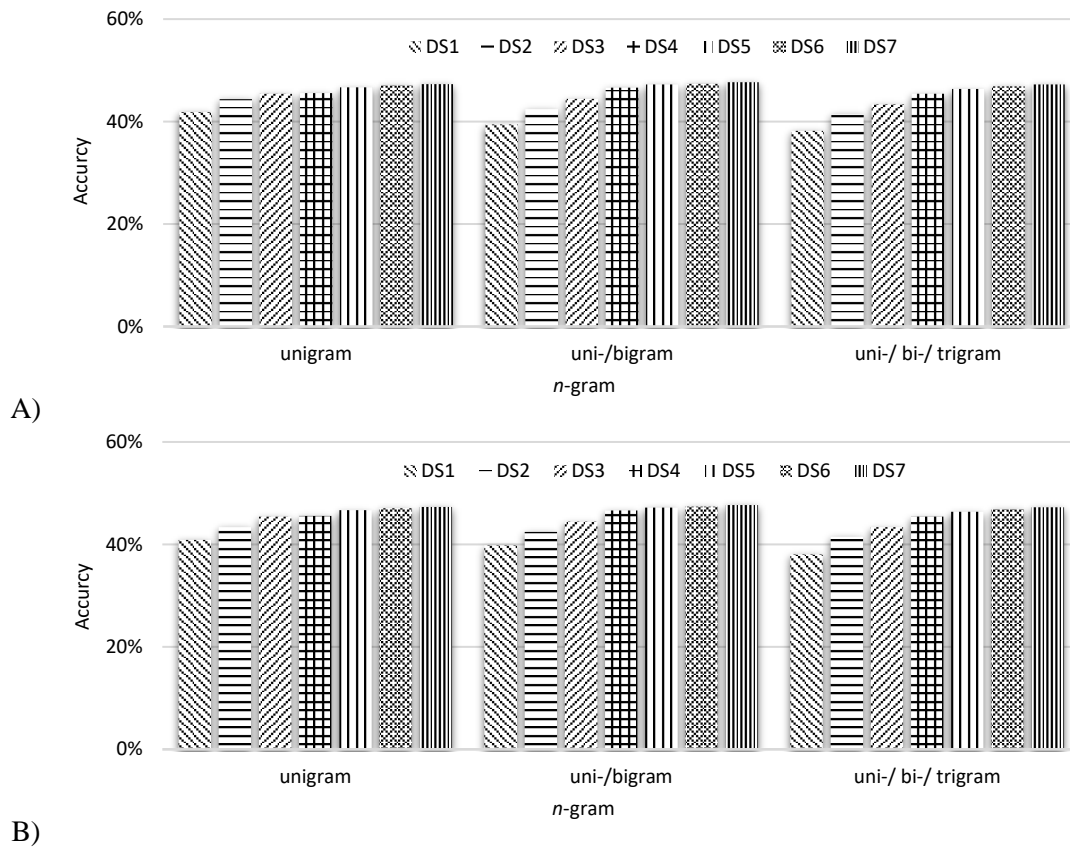 60%
DS1 DS2 DS3 DS4 DS5 DS6 DS7
40%
Accurcy
20%
0%
unigram uni-/bigram uni-/ bi-/ trigram
n-gram
A)
60%
DS1 DS2 DS3 DS4 DS5 DS6 DS7
40%
Accurcy
20%
0%
unigram uni-/bigram uni-/ bi-/ trigram
n-gram
B)